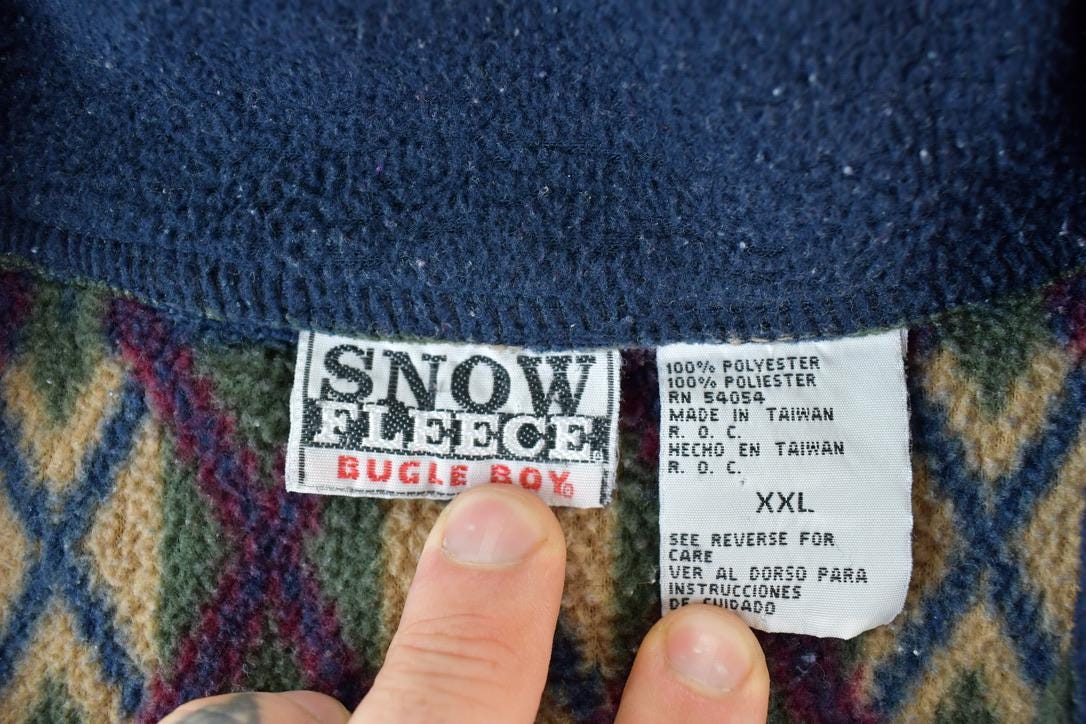 SNOW
FLEECE®
BUGLE BOY®
100% POLYESTER
100% POLIESTER
RN 54054
MADE IN TAIWAN
R. O. C.
HECHO EN TAIWAN
R. O. C.
XXL
SEE REVERSE FOR
CARE
VER AL DORSO PARA
INSTRUCCIONES
DE CUIDADO